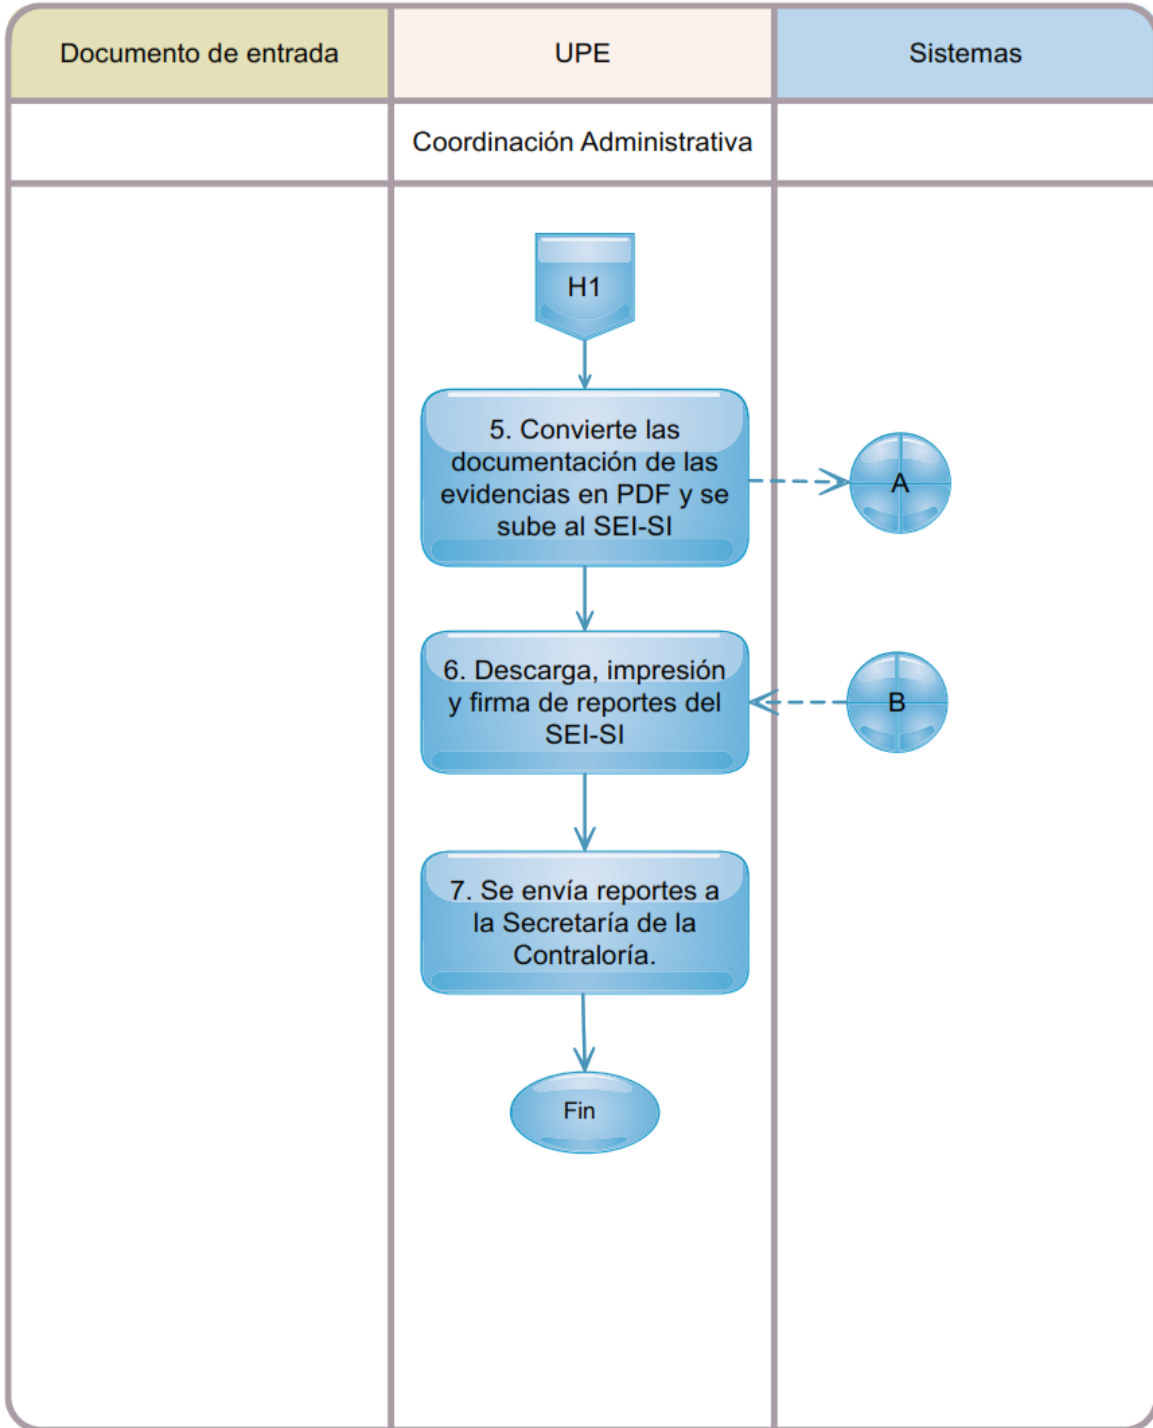 Documento de entrada
UPE
Sistemas
Coordinación Administrativa
H1
5. Convierte las
documentación de las
evidencias en PDF y se
sube al SEI-SI
A
6. Descarga, impresión
y firma de reportes del
SEI-SI
B
7. Se envía reportes a
la Secretaría de la
Contraloría.
Fin